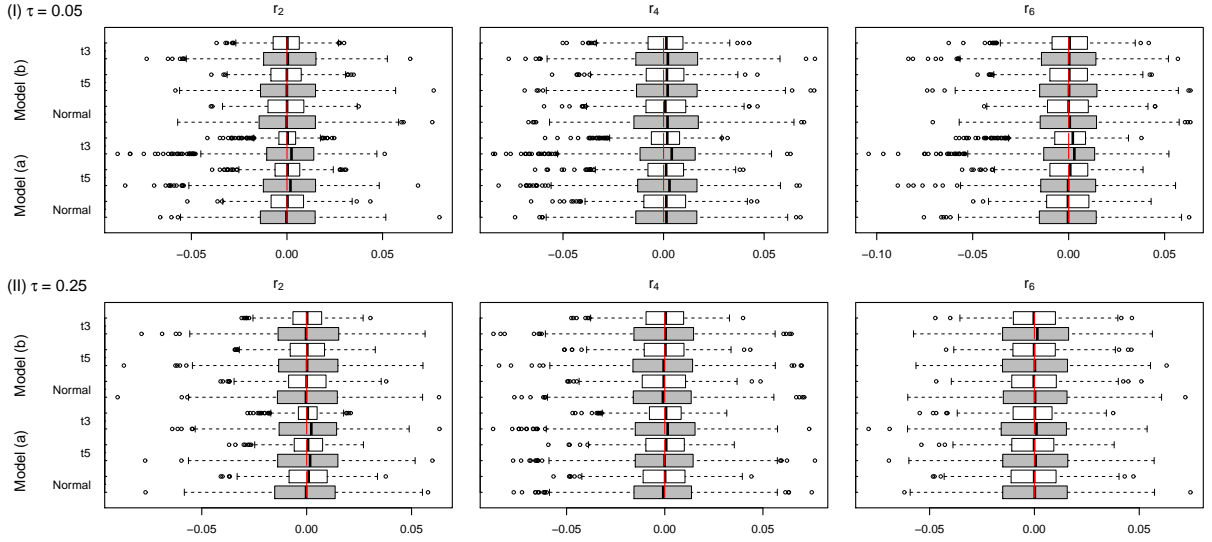 (I) τ = 0.05
r2 r4 r6
Model (b) t3
t5
Normal
Model (a) t3
t5
Normal
−0.05 0.00 0.05 −0.05 0.00 0.05 −0.10 −0.05 0.00 0.05
(II) τ = 0.25
r2 r4 r6
Model (b) t3
t5
Normal
Model (a) t3
t5
Normal
−0.05 0.00 0.05 −0.05 0.00 0.05 −0.05 0.00 0.05